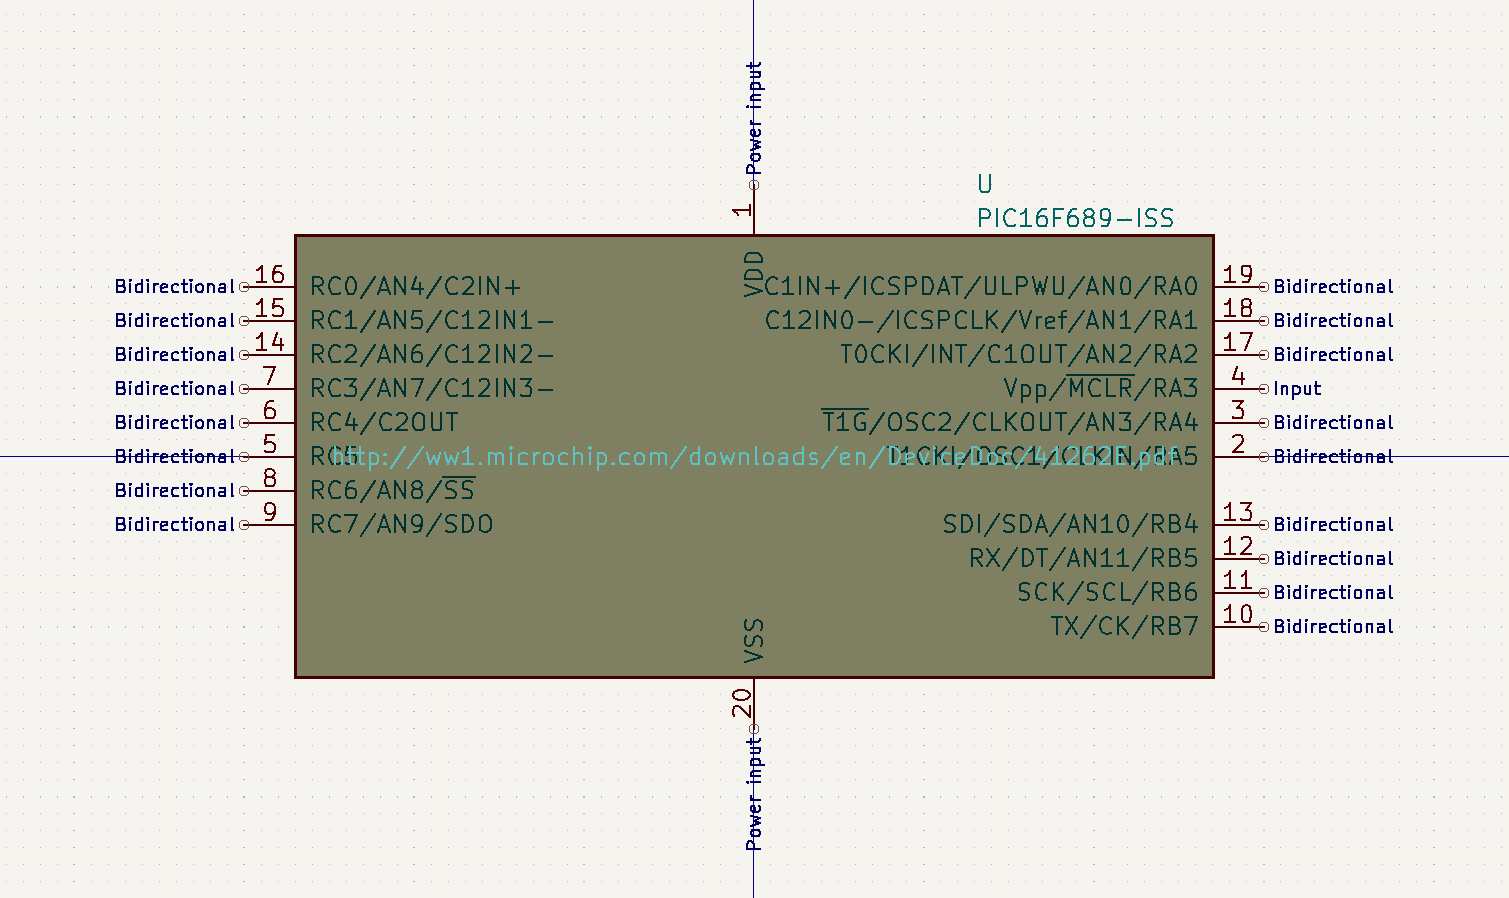 Power input
1
VDD
U
PIC16F689-ISS
Bidirectional 16 RC0/AN4/C2IN+ C1IN+/ICSPDAT/ULPWU/AN0/RA0 19 Bidirectional
Bidirectional 15 RC1/AN5/C12IN1- C12IN0-/ICSPCLK/Vref/AN1/RA1 18 Bidirectional
Bidirectional 14 RC2/AN6/C12IN2- T0CKI/INT/C1OUT/AN2/RA2 17 Bidirectional
Bidirectional 7 RC3/AN7/C12IN3- Vpp/MCLR/RA3 4 Input
Bidirectional 6 RC4/C2OUT T1G/OSC2/CLKOUT/AN3/RA4 3 Bidirectional
Bidirectional 5 RC5 T1CKI/OSC1/CLKIN/RA5 2 Bidirectional
http://ww1.microchip.com/downloads/en/DeviceDoc/41262E.pdf
Bidirectional 8 RC6/AN8/SS
Bidirectional 9 RC7/AN9/SDO SDI/SDA/AN10/RB4 13 Bidirectional
RX/DT/AN11/RB5 12 Bidirectional
SCK/SCL/RB6 11 Bidirectional
TX/CK/RB7 10 Bidirectional
VSS
20
Power input